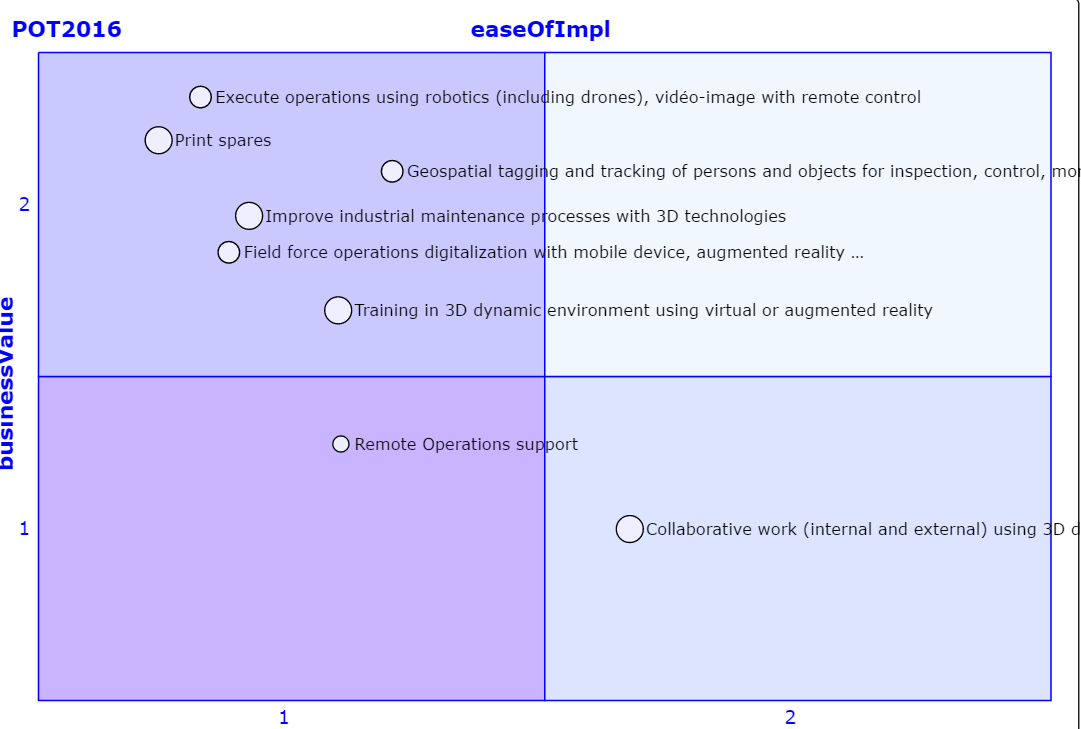 POT2016
easeOfImpl
Execute operations using robotics (including drones), vidéo-image with remote control
Print spares
Geospatial tagging and tracking of persons and objects for inspection, control,
2
Improve industrial maintenance processes with 3D technologies
Field force operations digitalization with mobile device, augmented reality ...
Training in 3D dynamic environment using virtual or augmented reality
businessValue
Remote Operations support
1
Collaborative work (internal and external) using 3D
1
2